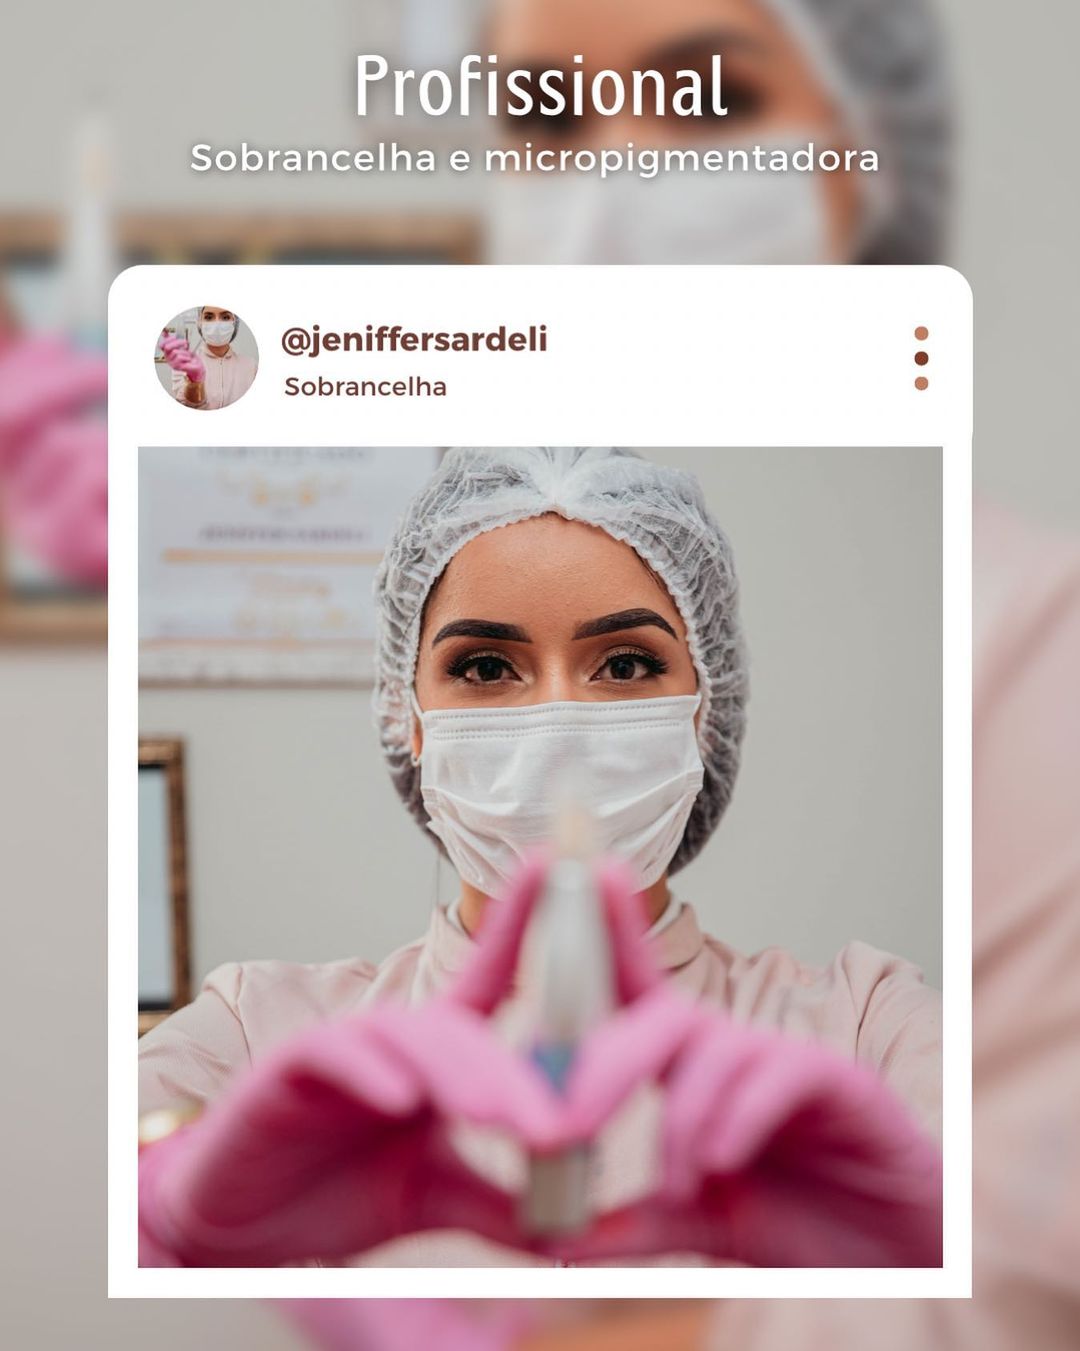 Profissional
Sobrancelha e micropigmentadora
@jeniffersardeli
Sobrancelha